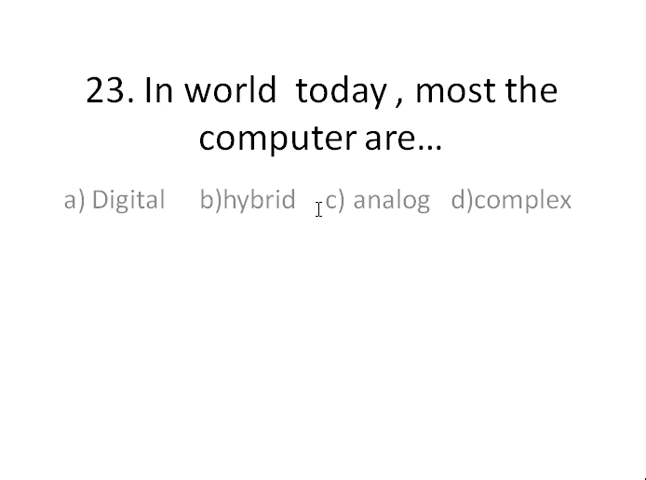 23. In world  today , most the
computer are...
a) Digital   b)hybrid   c) analog   d)complex